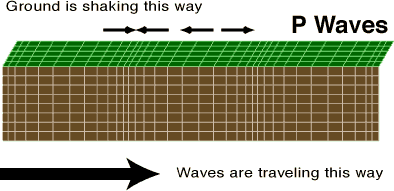 Ground is shaking this way
P Waves
Waves are traveling this way